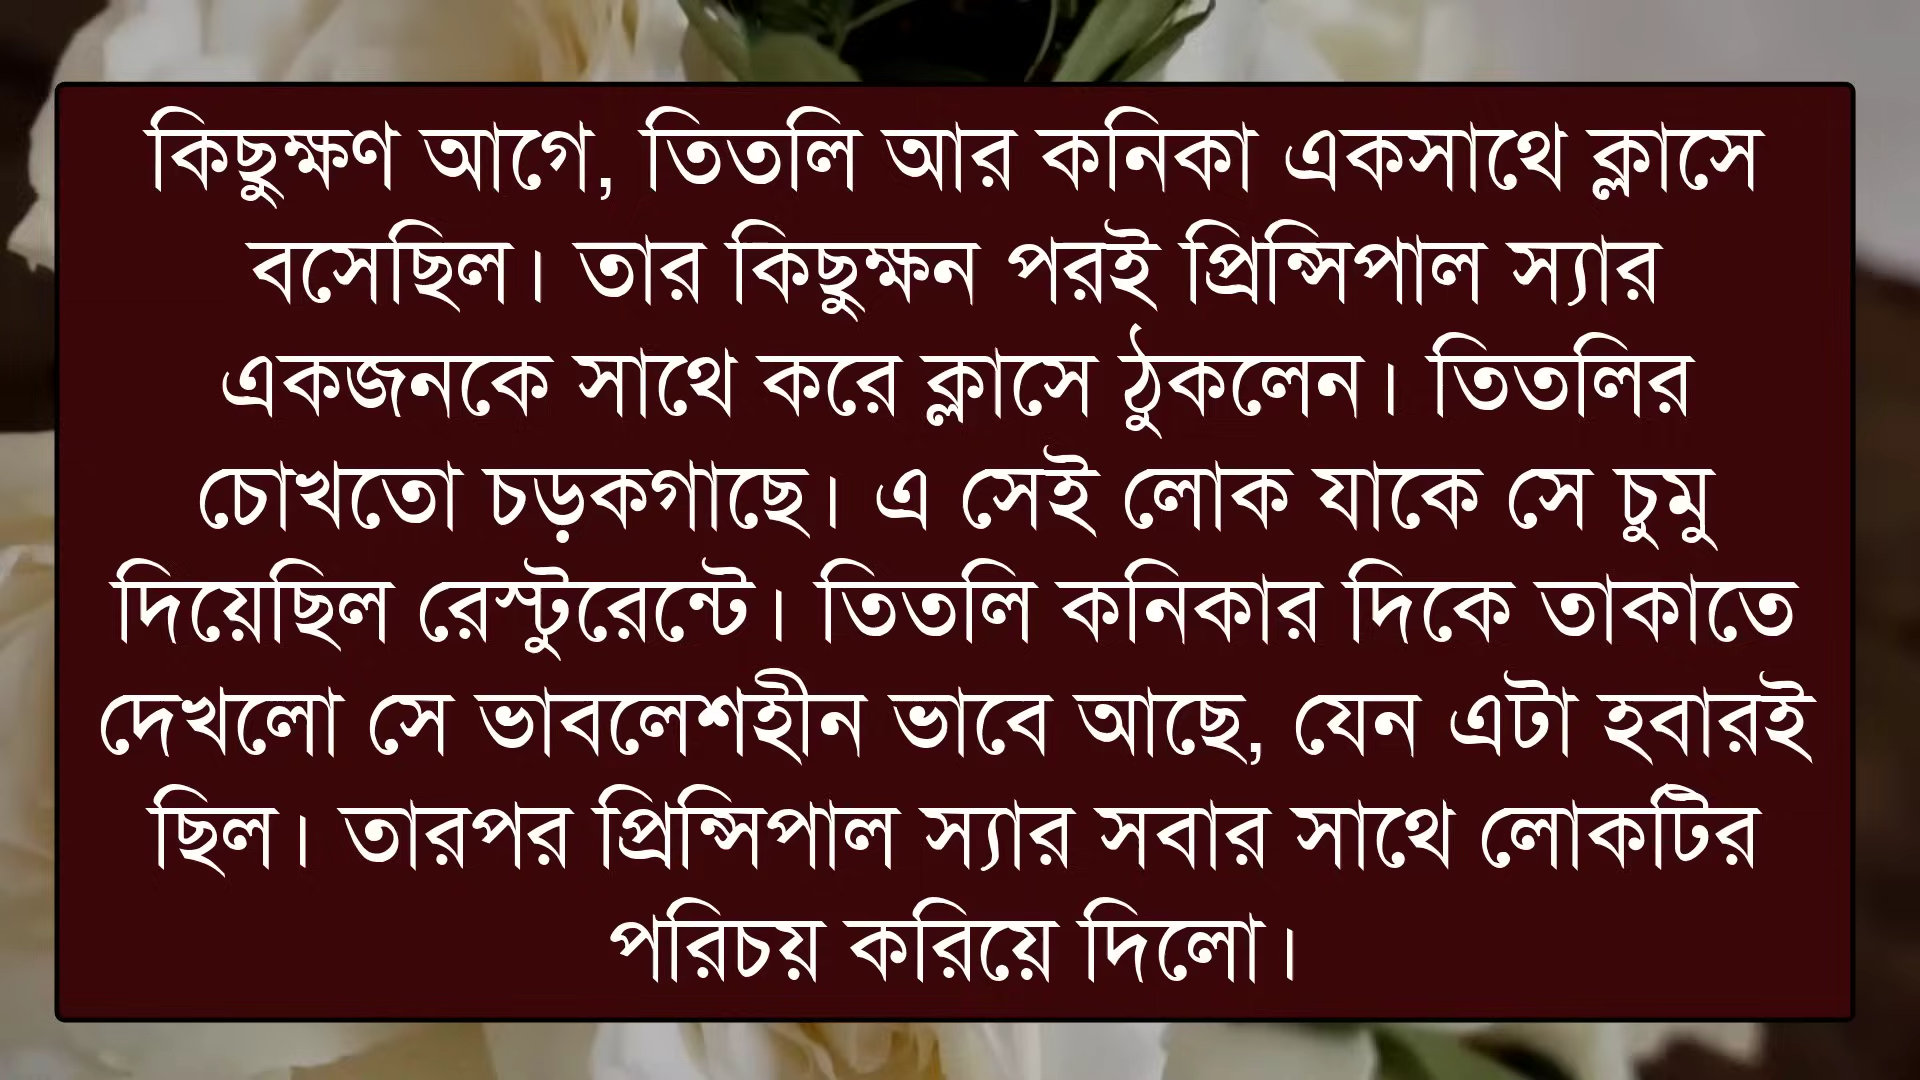 কিছুক্ষণ আগে, তিতলি আর কনিকা একসাথে ক্লাসে
বসেছিল। তার কিছুক্ষন পরই প্রিন্সিপাল স্যার
একজনকে সাথে করে ক্লাসে ঠুকলেন। তিতলির
চোখতো চড়কগাছে। এ সেই লোক যাকে সে চুমু
দিয়েছিল রেস্টুরেন্টে। তিতলি কনিকার দিকে তাকাতে
দেখলো সে ভাবলেশহীন ভাবে আছে, যেন এটা হবারই
ছিল। তারপর প্রিন্সিপাল স্যার সবার সাথে লোকটির
পরিচয় করিয়ে দিলো।